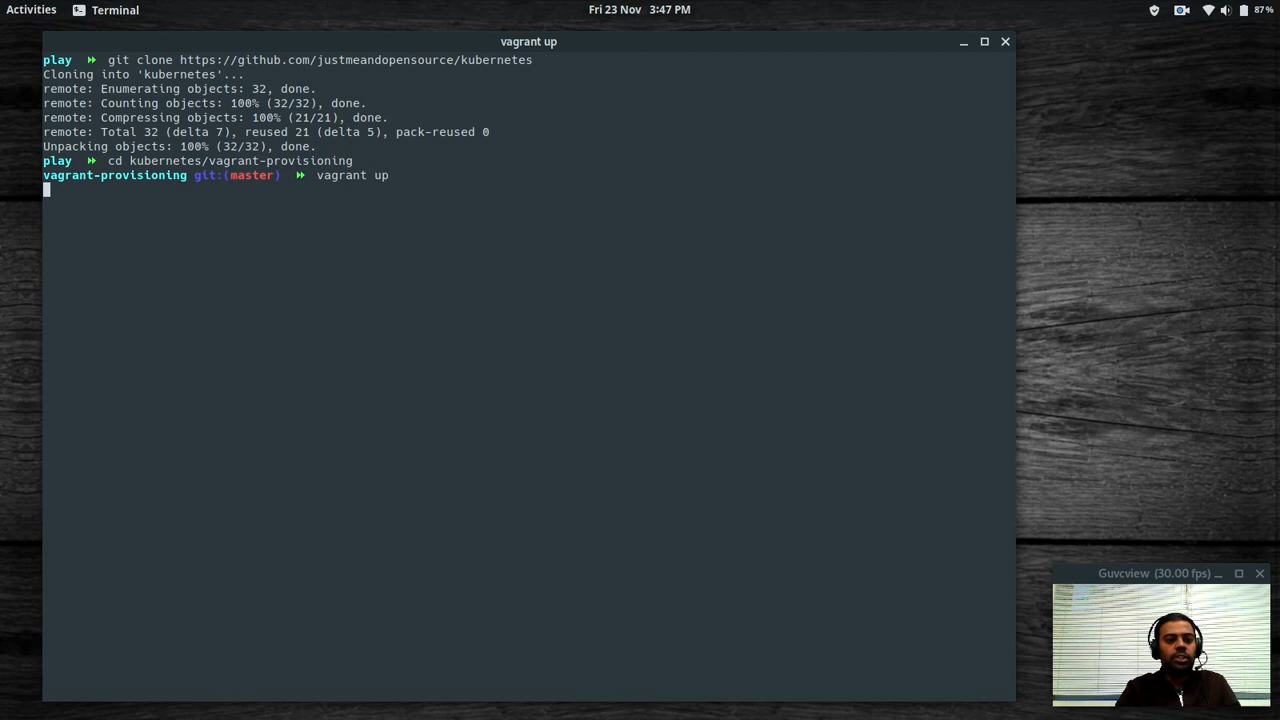 Activities Terminal Fri 23 Nov 3:47 PM 87%
vagrant up
play git clone https://github.com/justmeandopensource/kubernetes
Cloning into 'kubernetes'...
remote: Enumerating objects: 32, done.
remote: Counting objects: 100% (32/32), done.
remote: Compressing objects: 100% (21/21), done.
remote: Total 32 (delta 7), reused 21 (delta 5), pack-reused 0
Unpacking objects: 100% (32/32), done.
play cd kubernetes/vagrant-provisioning
vagrant-provisioning git:(master) vagrant up
Guvcview (30.00 fps)